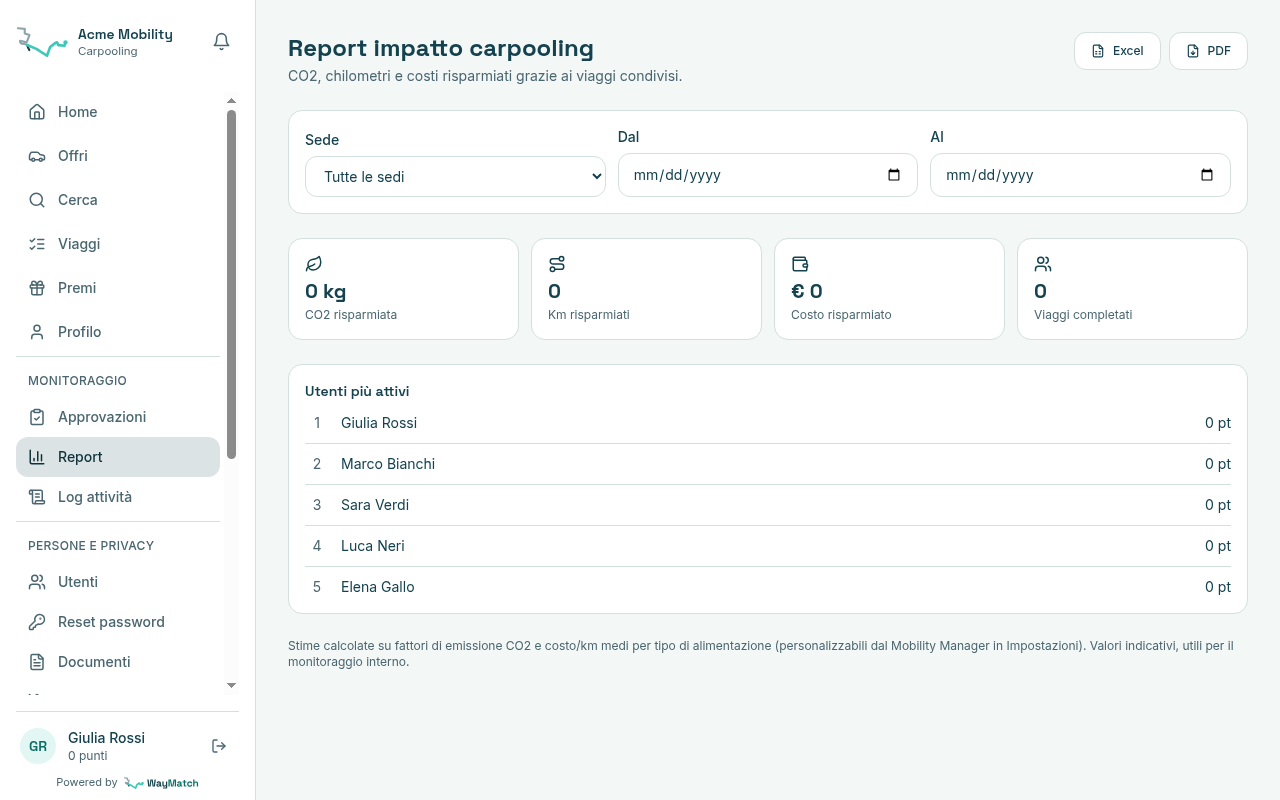 Acme Mobility
Carpooling
Home
Offri
Cerca
Viaggi
Premi
Profilo
MONITORAGGIO
Approvazioni
Report
Log attività
PERSONE E PRIVACY
Utenti
Reset password
Documenti
Giulia Rossi
0 punti
GR
Powered by WayMatch
Report impatto carpooling
CO2, chilometri e costi risparmiati grazie ai viaggi condivisi.
Excel
PDF
Sede
Tutte le sedi
Dal
mm/dd/yyyy
Al
mm/dd/yyyy
0 kg
CO2 risparmiata
0
Km risparmiati
€ 0
Costo risparmiato
0
Viaggi completati
Utenti più attivi
1 Giulia Rossi 0 pt
2 Marco Bianchi 0 pt
3 Sara Verdi 0 pt
4 Luca Neri 0 pt
5 Elena Gallo 0 pt
Stime calcolate su fattori di emissione CO2 e costo/km medi per tipo di alimentazione (personalizzabili dal Mobility Manager in Impostazioni). Valori indicativi, utili per il
monitoraggio interno.